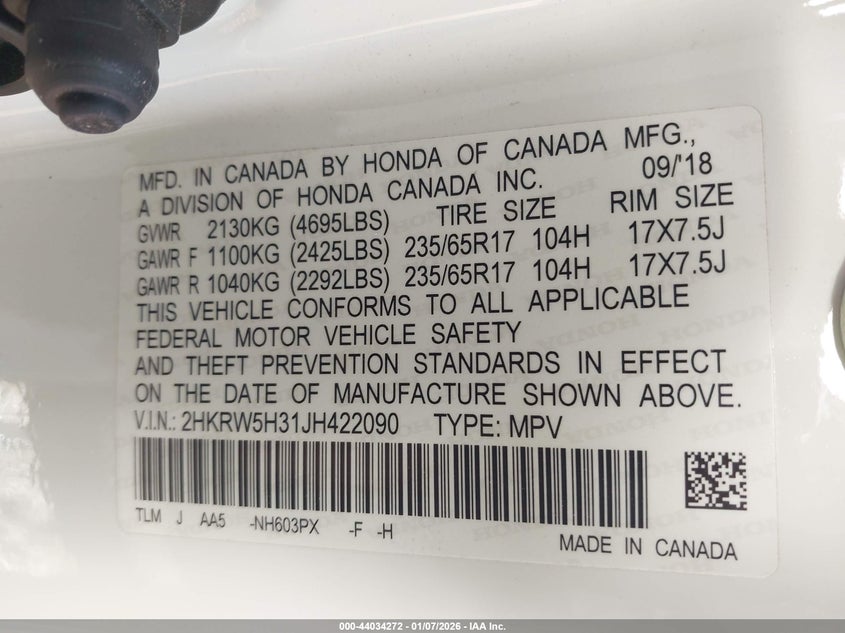 MFD. IN CANADA BY HONDA OF CANADA MFG.,
A DIVISION OF HONDA CANADA INC. 09/'18
GVWR 2130KG (4695LBS) TIRE SIZE RIM SIZE
GAWR F 1100KG (2425LBS) 235/65R17 104H 17X7.5J
GAWR R 1040KG (2292LBS) 235/65R17 104H 17X7.5J
THIS VEHICLE CONFORMS TO ALL APPLICABLE
FEDERAL MOTOR VEHICLE SAFETY
AND THEFT PREVENTION STANDARDS IN EFFECT
ON THE DATE OF MANUFACTURE SHOWN ABOVE.
V.I.N.: 2HKRW5H31JH422090 TYPE: MPV
TLM J AA5 -NH603PX -F -H
MADE IN CANADA
000-44034272 - 01/07/2026 - IAA Inc.